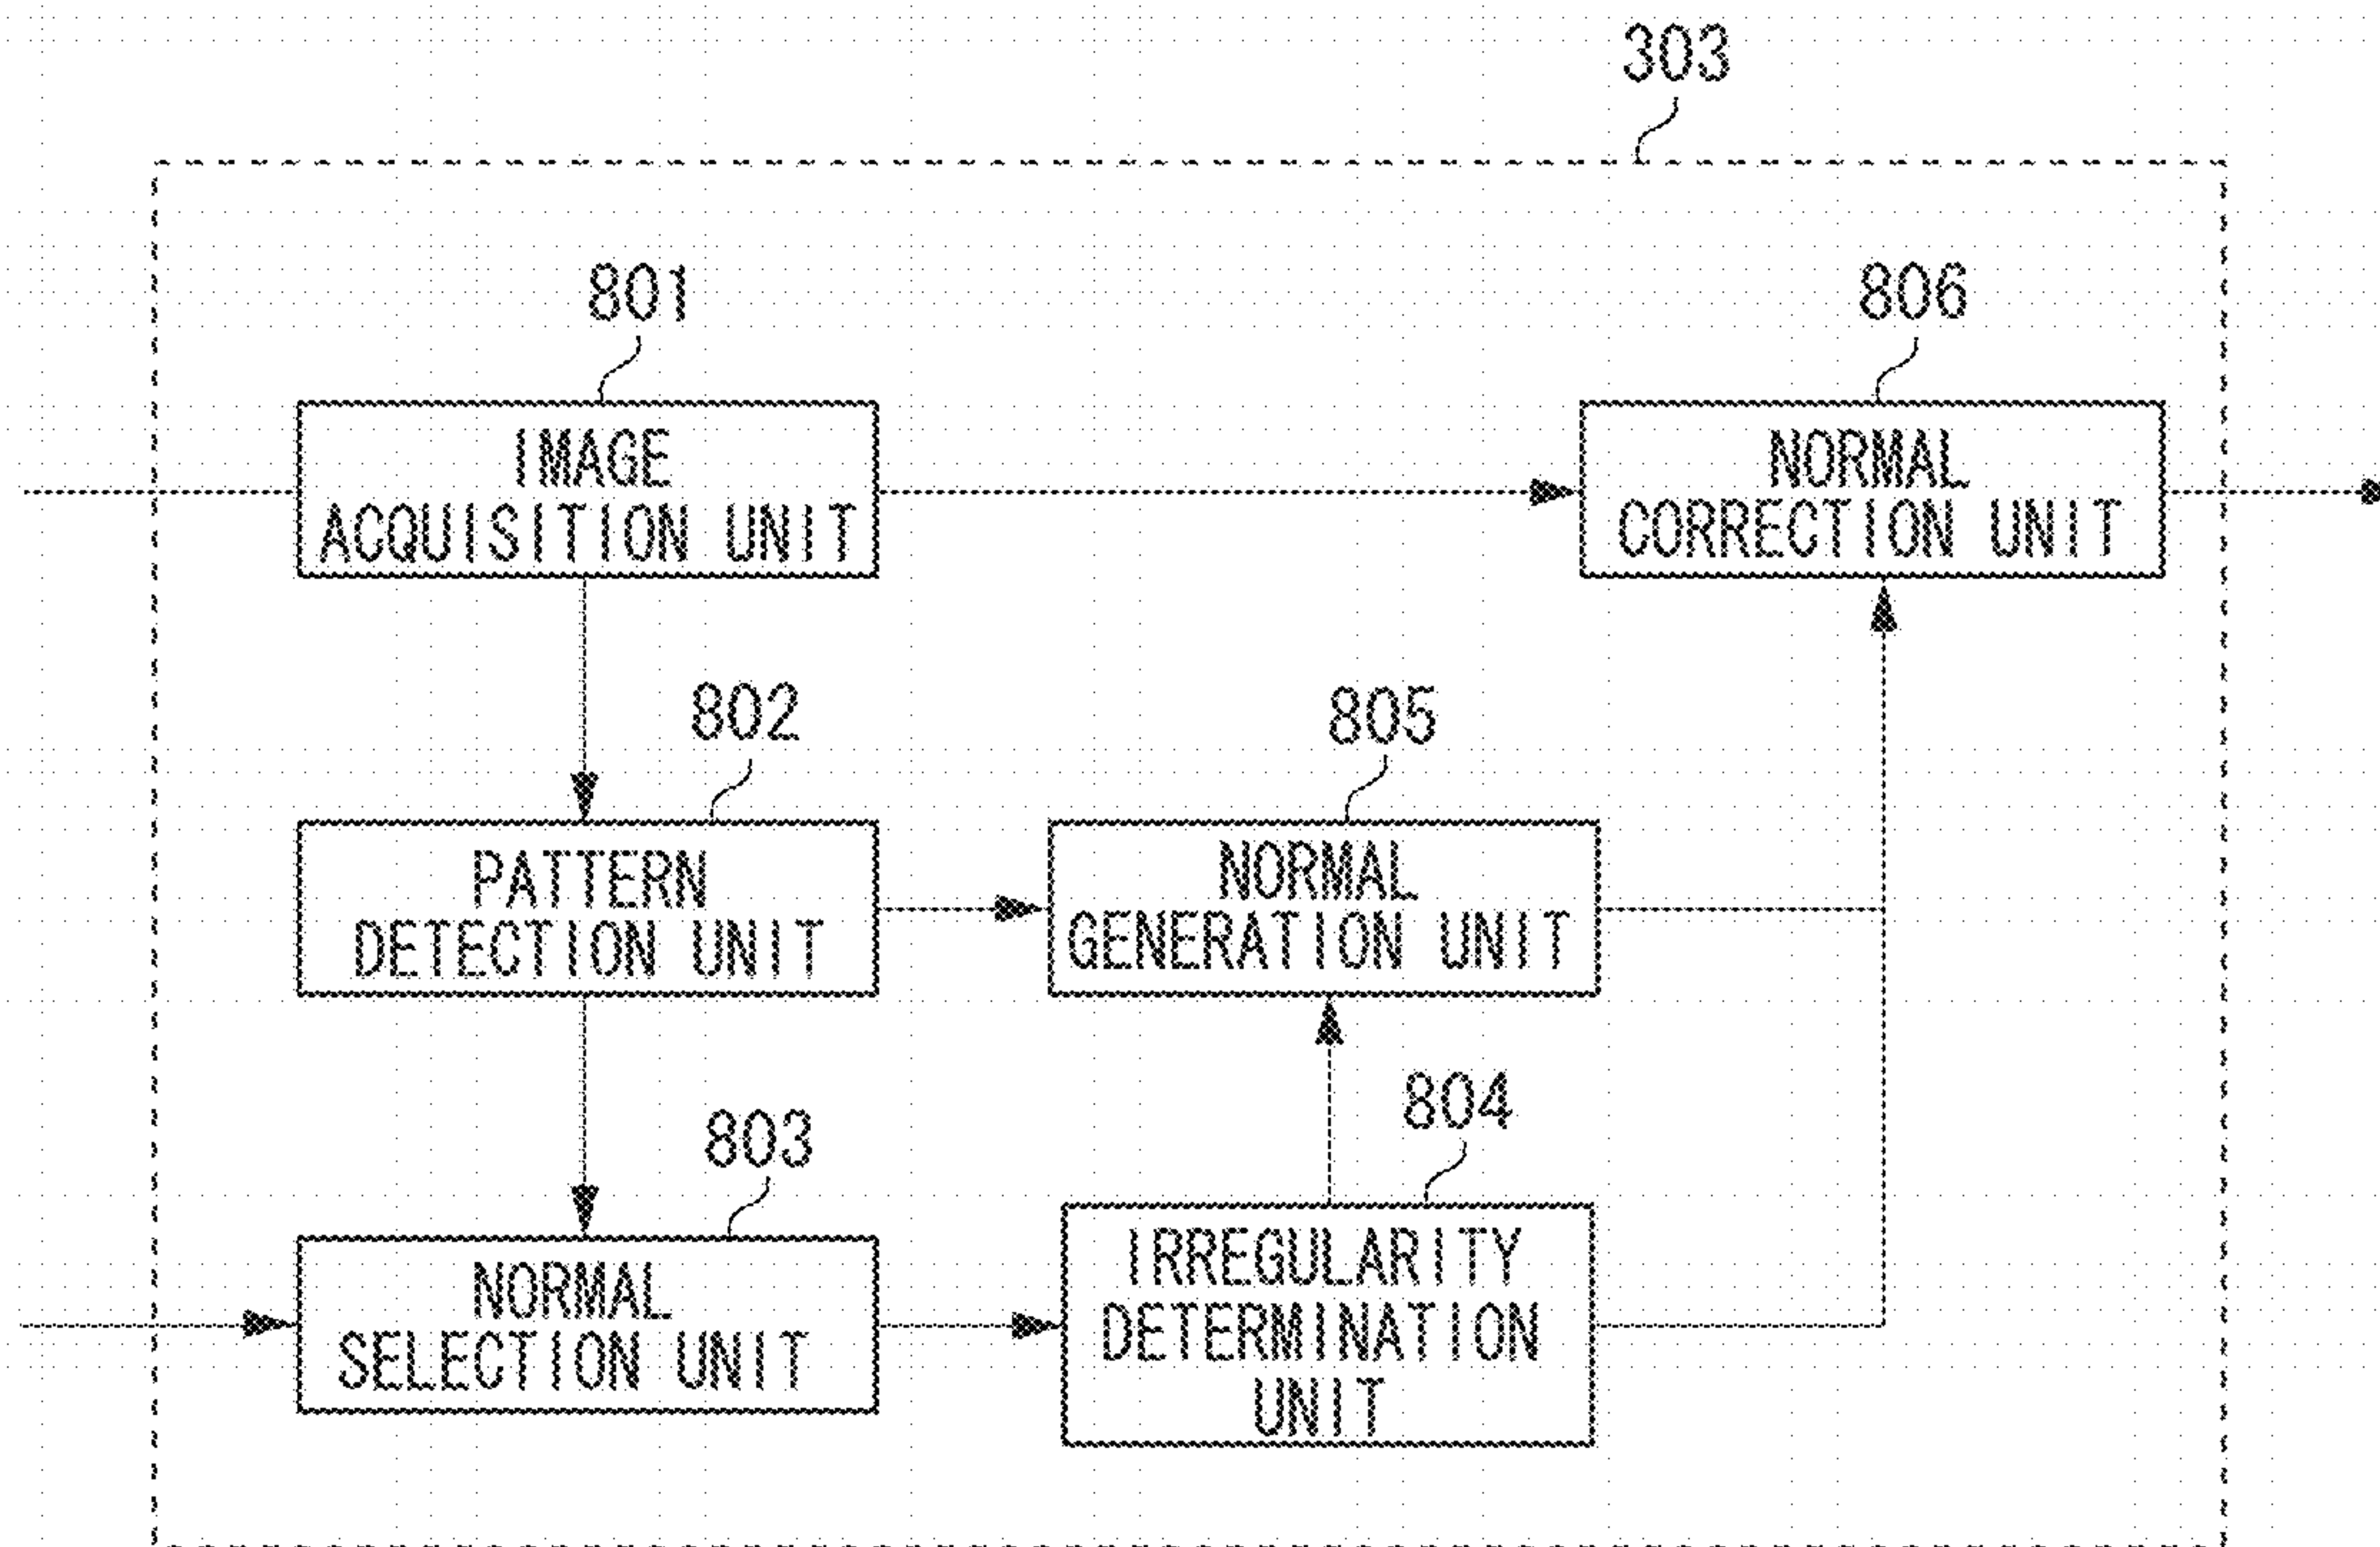 303
801
IMAGE
ACQUISITION UNIT
806
NORMAL
CORRECTION UNIT
802
PATTERN
DETECTION UNIT
805
NORMAL
GENERATION UNIT
803
NORMAL
SELECTION UNIT
804
IRREGULARITY
DETERMINATION
UNIT